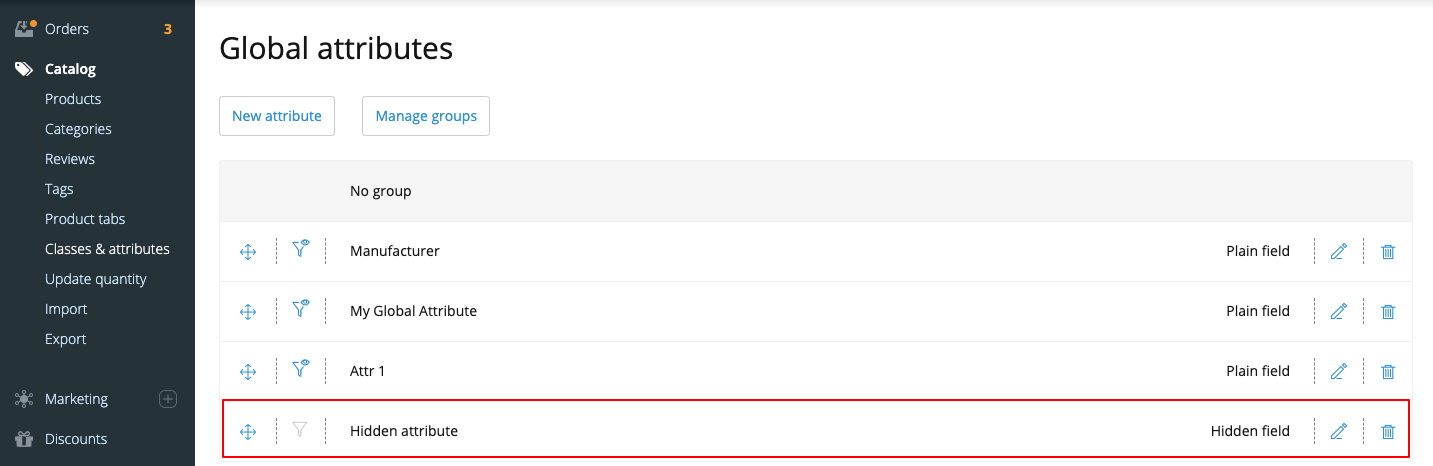 Orders 3
Catalog
Products
Categories
Reviews
Tags
Product tabs
Classes & attributes
Update quantity
Import
Export
Marketing
Discounts
Global attributes
New attribute Manage groups
No group
Manufacturer Plain field
My Global Attribute Plain field
Attr 1 Plain field
Hidden attribute Hidden field